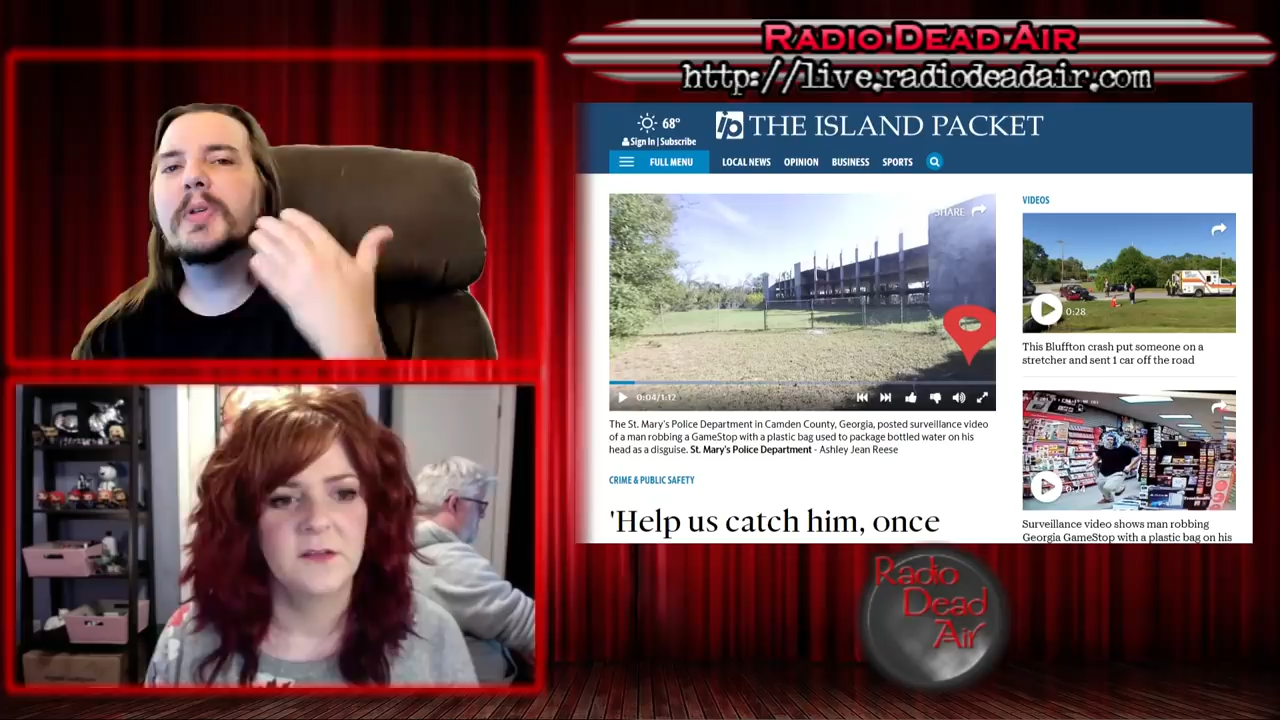 RADIO DEAD AIR
http://live.radiodeadair.com
68°
Sign In | Subscribe
ip THE ISLAND PACKET
FULL MENU LOCAL NEWS OPINION BUSINESS SPORTS
SHARE
0:04/1:12
The St. Mary's Police Department in Camden County, Georgia, posted surveillance video
of a man robbing a GameStop with a plastic bag used to package bottled water on his
head as a disguise. St. Mary's Police Department - Ashley Jean Reese
CRIME & PUBLIC SAFETY
'Help us catch him, once
VIDEOS
0:28
This Bluffton crash put someone on a
stretcher and sent 1 car off the road
Surveillance video shows man robbing
Georgia GameStop with a plastic bag on his
Radio
Dead
Air